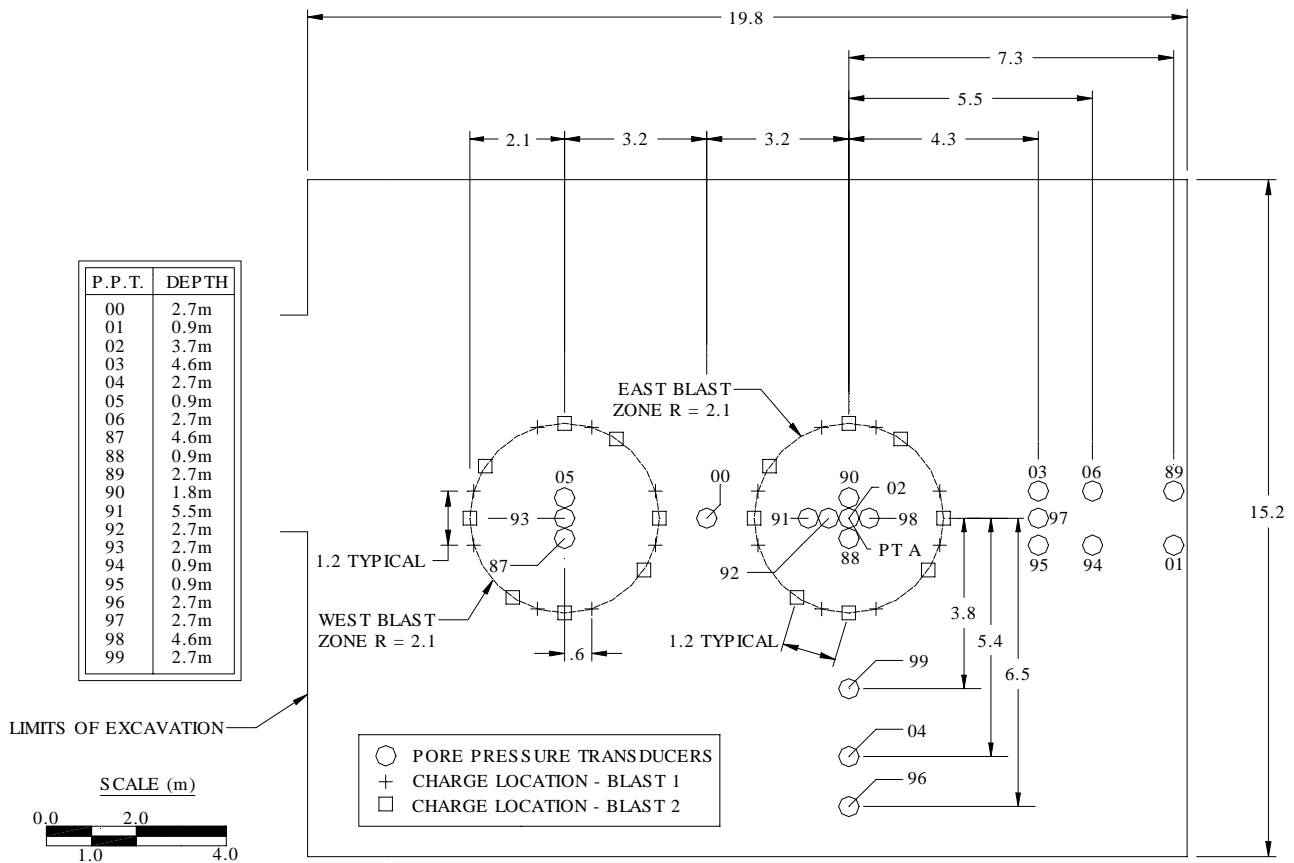 19.8
7.3
5.5
2.1
3.2
3.2
4.3
P.P.T. DEPTH
00 2.7m
01 0.9m
02 3.7m
03 4.6m
04 2.7m
05 0.9m
06 2.7m
87 4.6m
88 0.9m
89 2.7m
90 1.8m
91 5.5m
92 2.7m
93 2.7m
94 0.9m
95 0.9m
96 2.7m
97 2.7m
98 4.6m
99 2.7m
EAST BLAST
ZONE R = 2.1
05
00
90
02
03
06
89
15.2
93
91
98
97
PT A
1.2 TYPICAL
87
92
88
95
94
01
WEST BLAST
ZONE R = 2.1
.6
1.2 TYPICAL
3.8
5.4
6.5
99
04
96
LIMITS OF EXCAVATION
PORE PRESSURE TRANSDUCERS
CHARGE LOCATION - BLAST 1
CHARGE LOCATION - BLAST 2
SCALE (m)
0.0 2.0
1.0 4.0